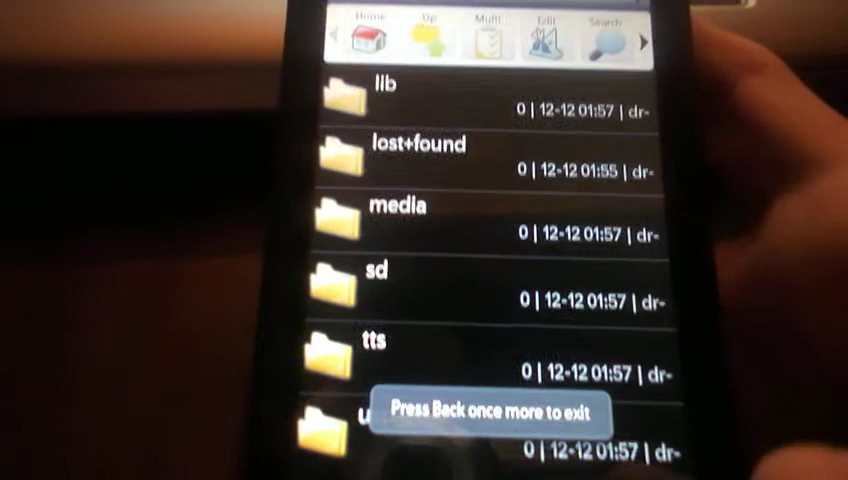 Home Up Multi Edit Search
lib
0 | 12-12 01:57 | dr-
lost+found
0 | 12-12 01:55 | dr-
media
0 | 12-12 01:57 | dr-
sd
0 | 12-12 01:57 | dr-
tts
0 | 12-12 01:57 | dr-
Press Back once more to exit
0 | 12-12 01:57 | dr-